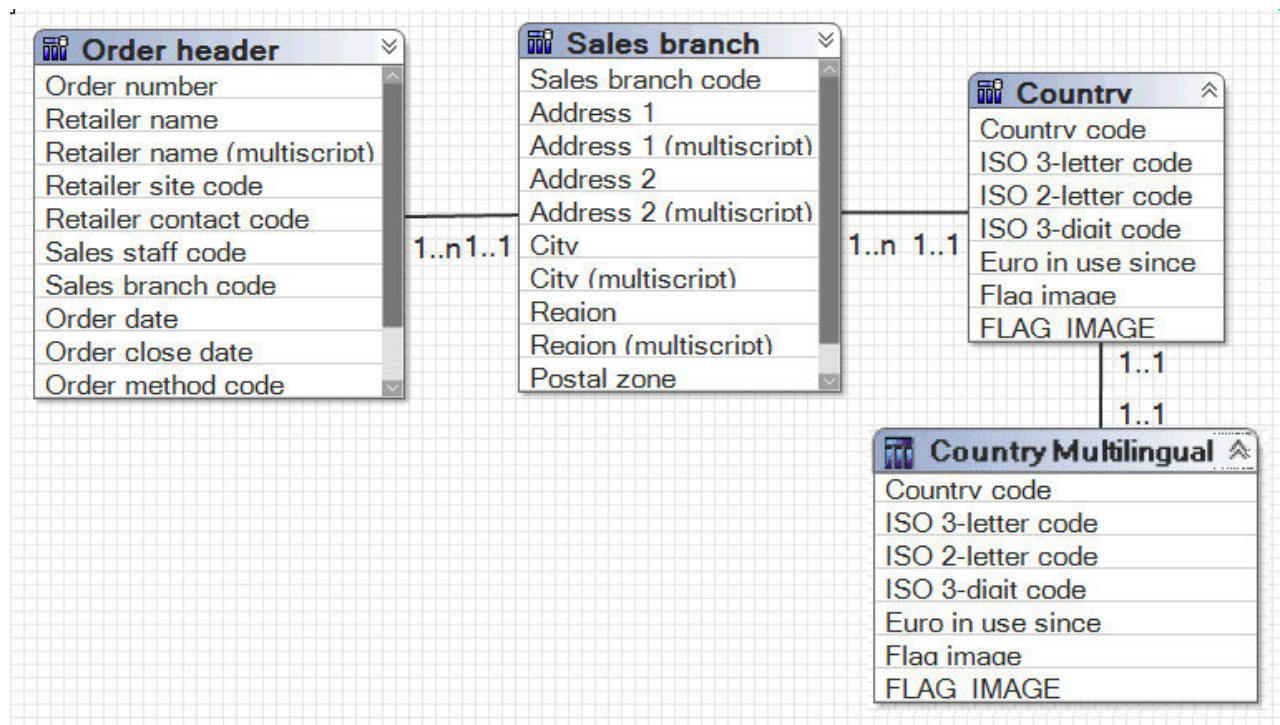 Order header
Order number
Retailer name
Retailer name (multiscript)
Retailer site code
Retailer contact code
Sales staff code
Sales branch code
Order date
Order close date
Order method code
1..n 1..1
Sales branch
Sales branch code
Address 1
Address 1 (multiscript)
Address 2
Address 2 (multiscript)
City
City (multiscript)
Region
Region (multiscript)
Postal zone
1..n 1..1
Country
Country code
ISO 3-letter code
ISO 2-letter code
ISO 3-digit code
Euro in use since
Flag image
FLAG_IMAGE
1..1
1..1
Country Multilingual
Country code
ISO 3-letter code
ISO 2-letter code
ISO 3-digit code
Euro in use since
Flag image
FLAG_IMAGE